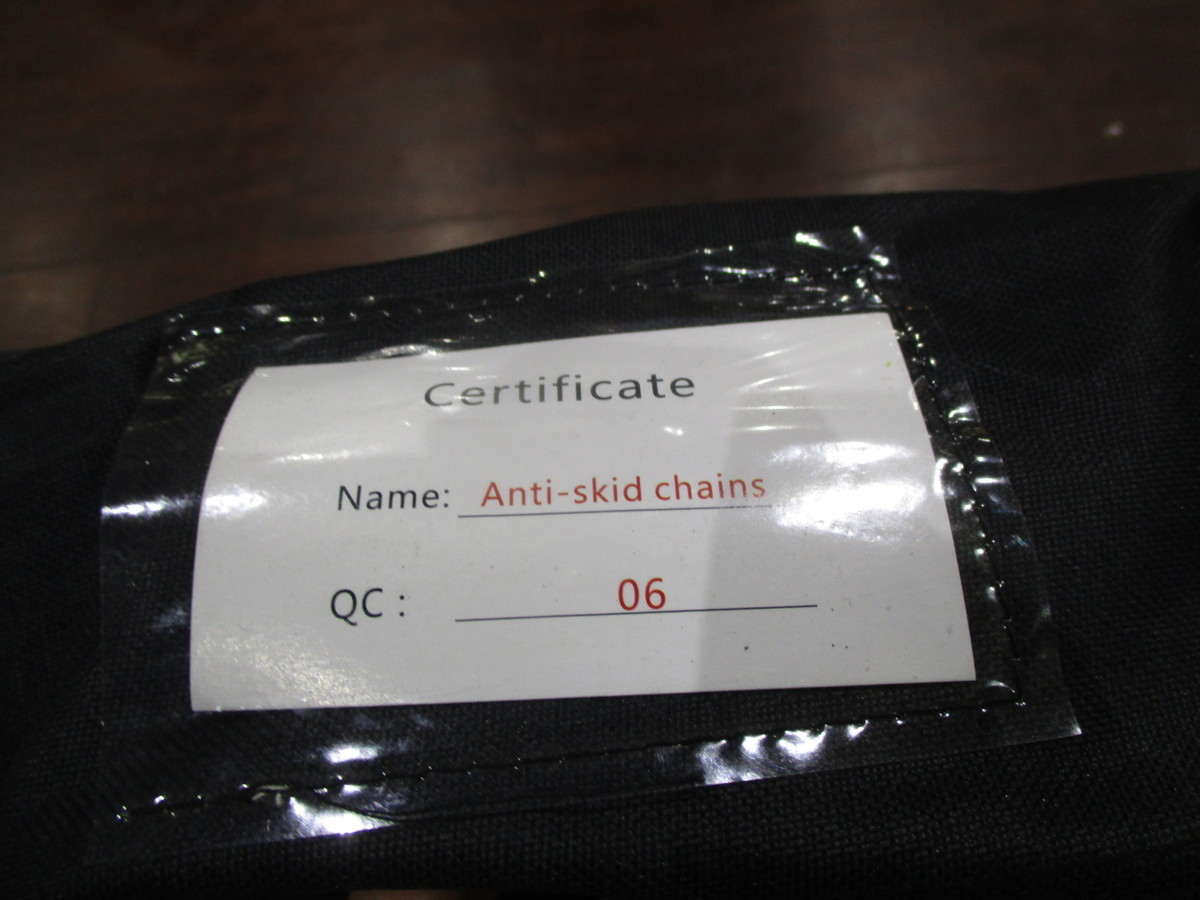 Certificate
Name: Anti-skid chains
QC : 06